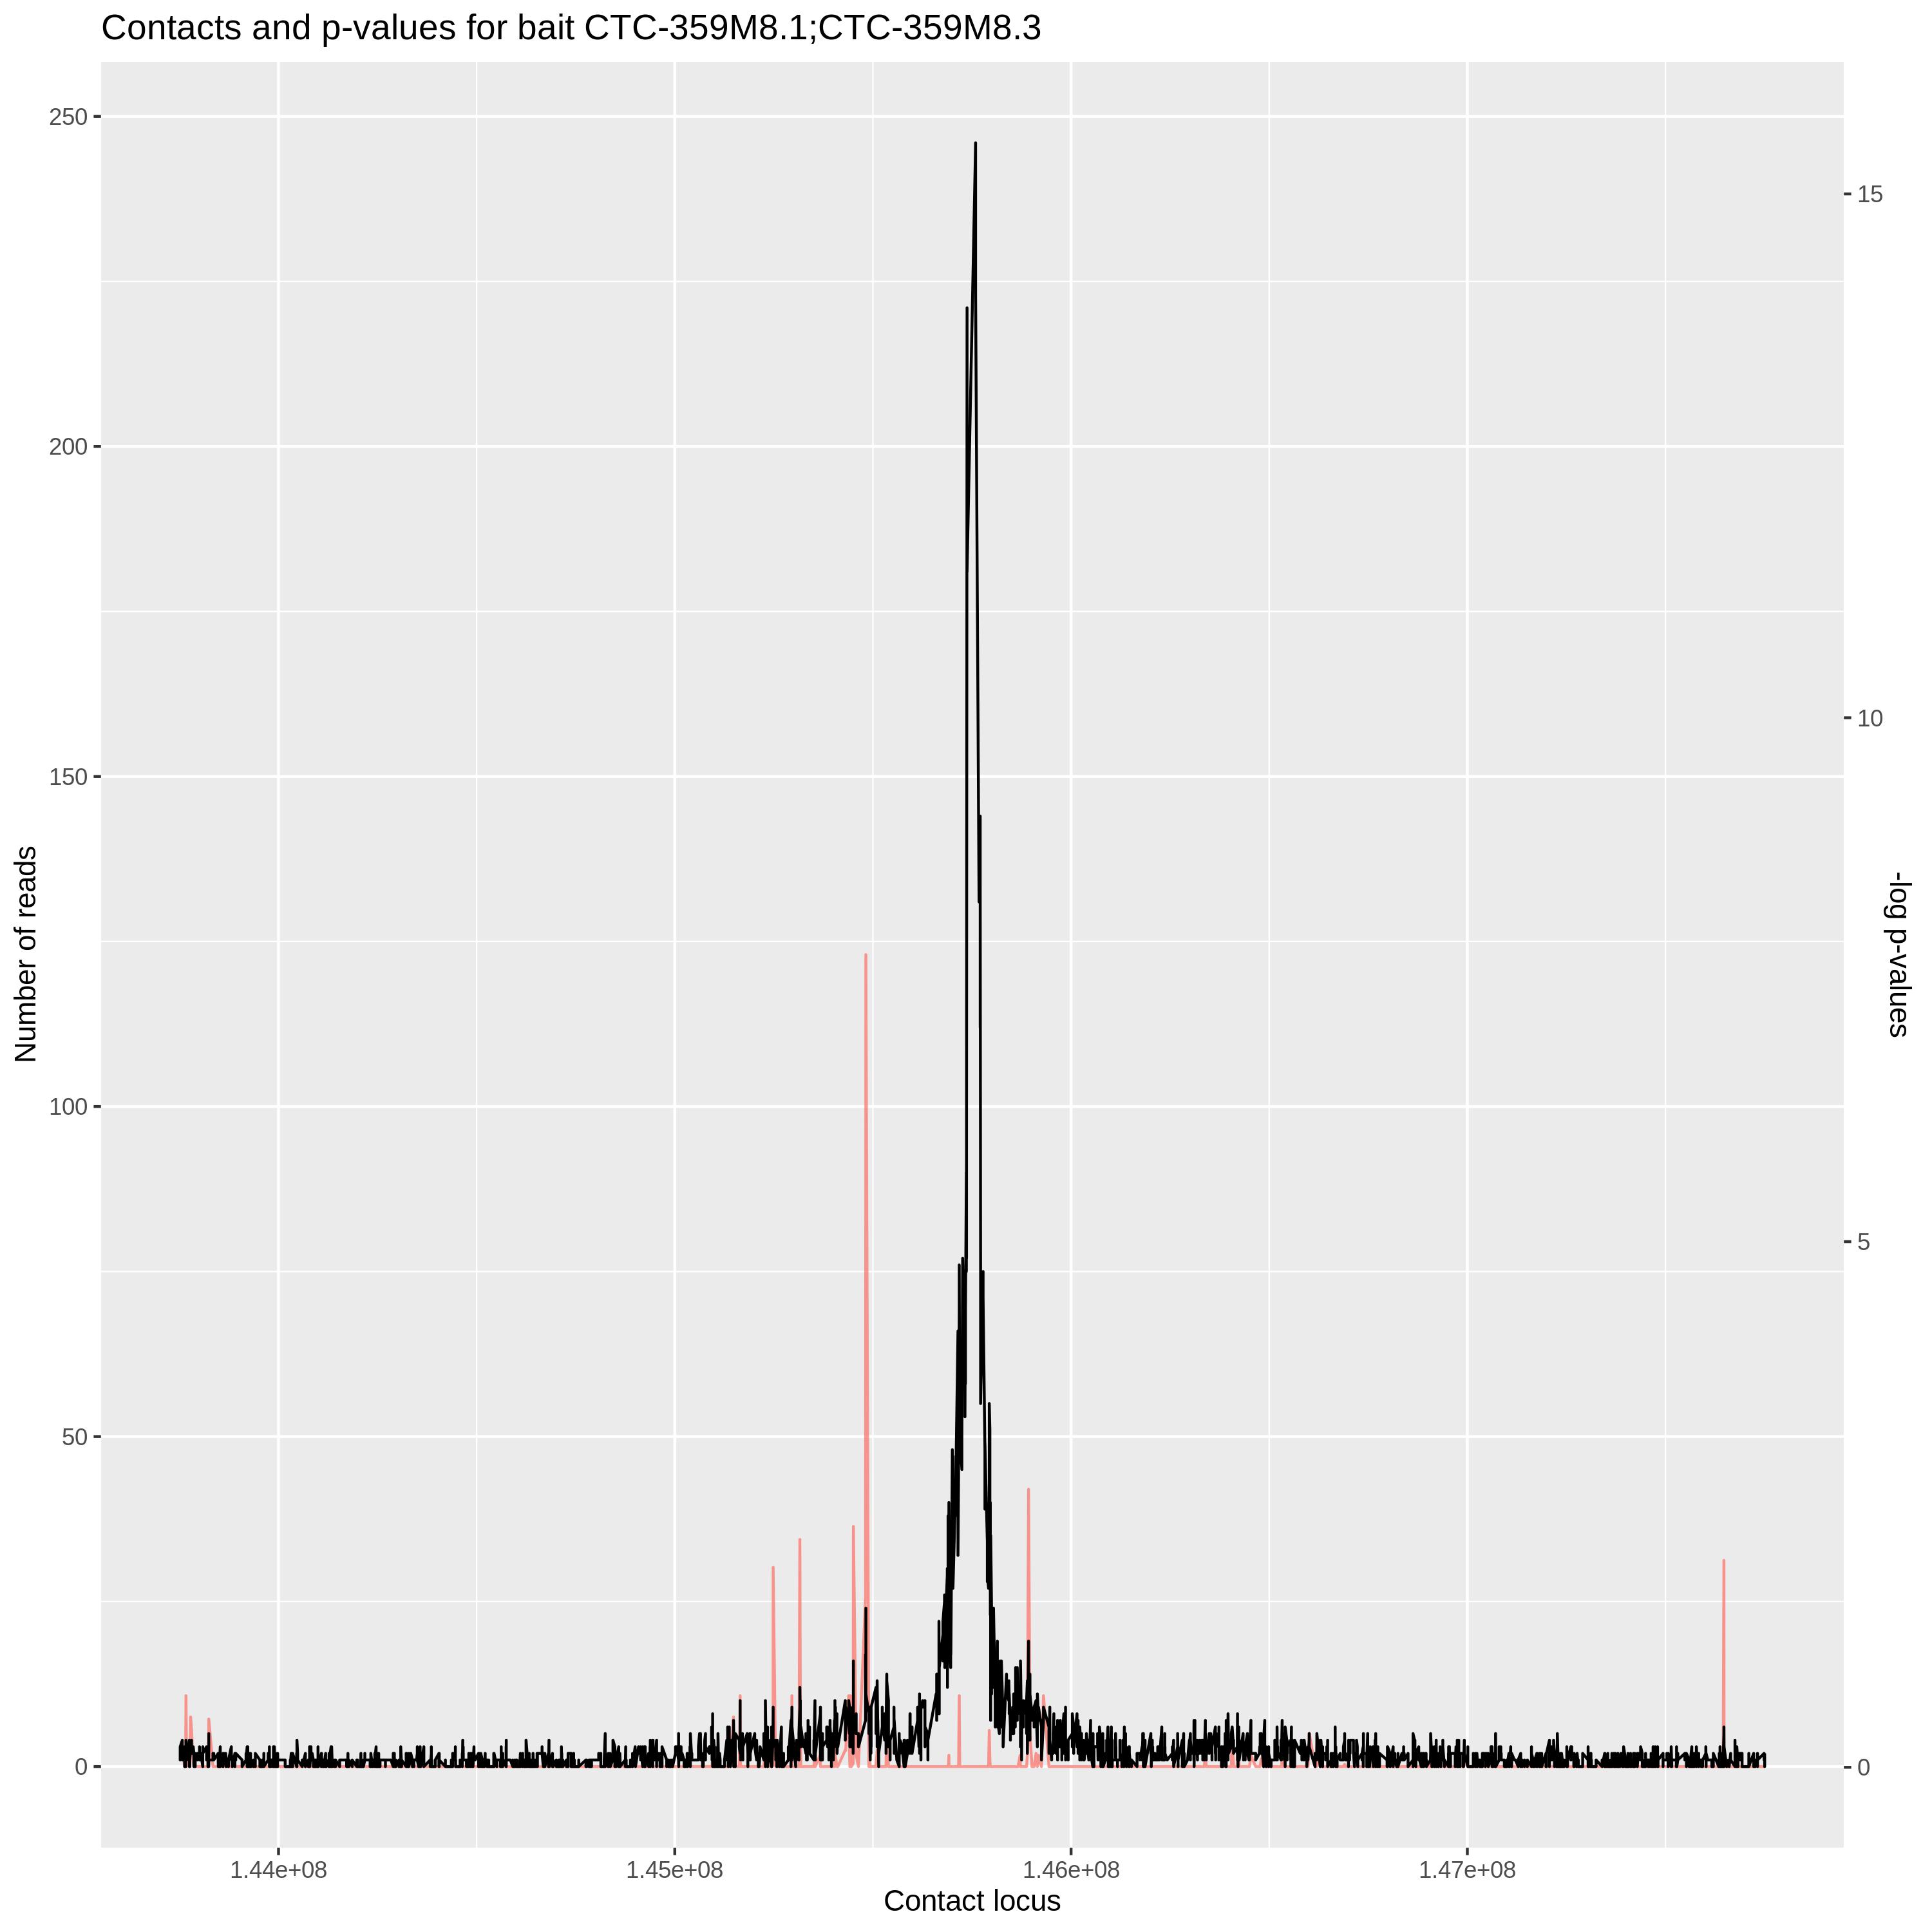 Contacts and p-values for bait CTC-359M8.1;CTC-359M8.3
250
200
150
100
50
0
Number of reads
15
10
5
0
-log p-values
1.44e+08
1.45e+08
1.46e+08
1.47e+08
Contact locus